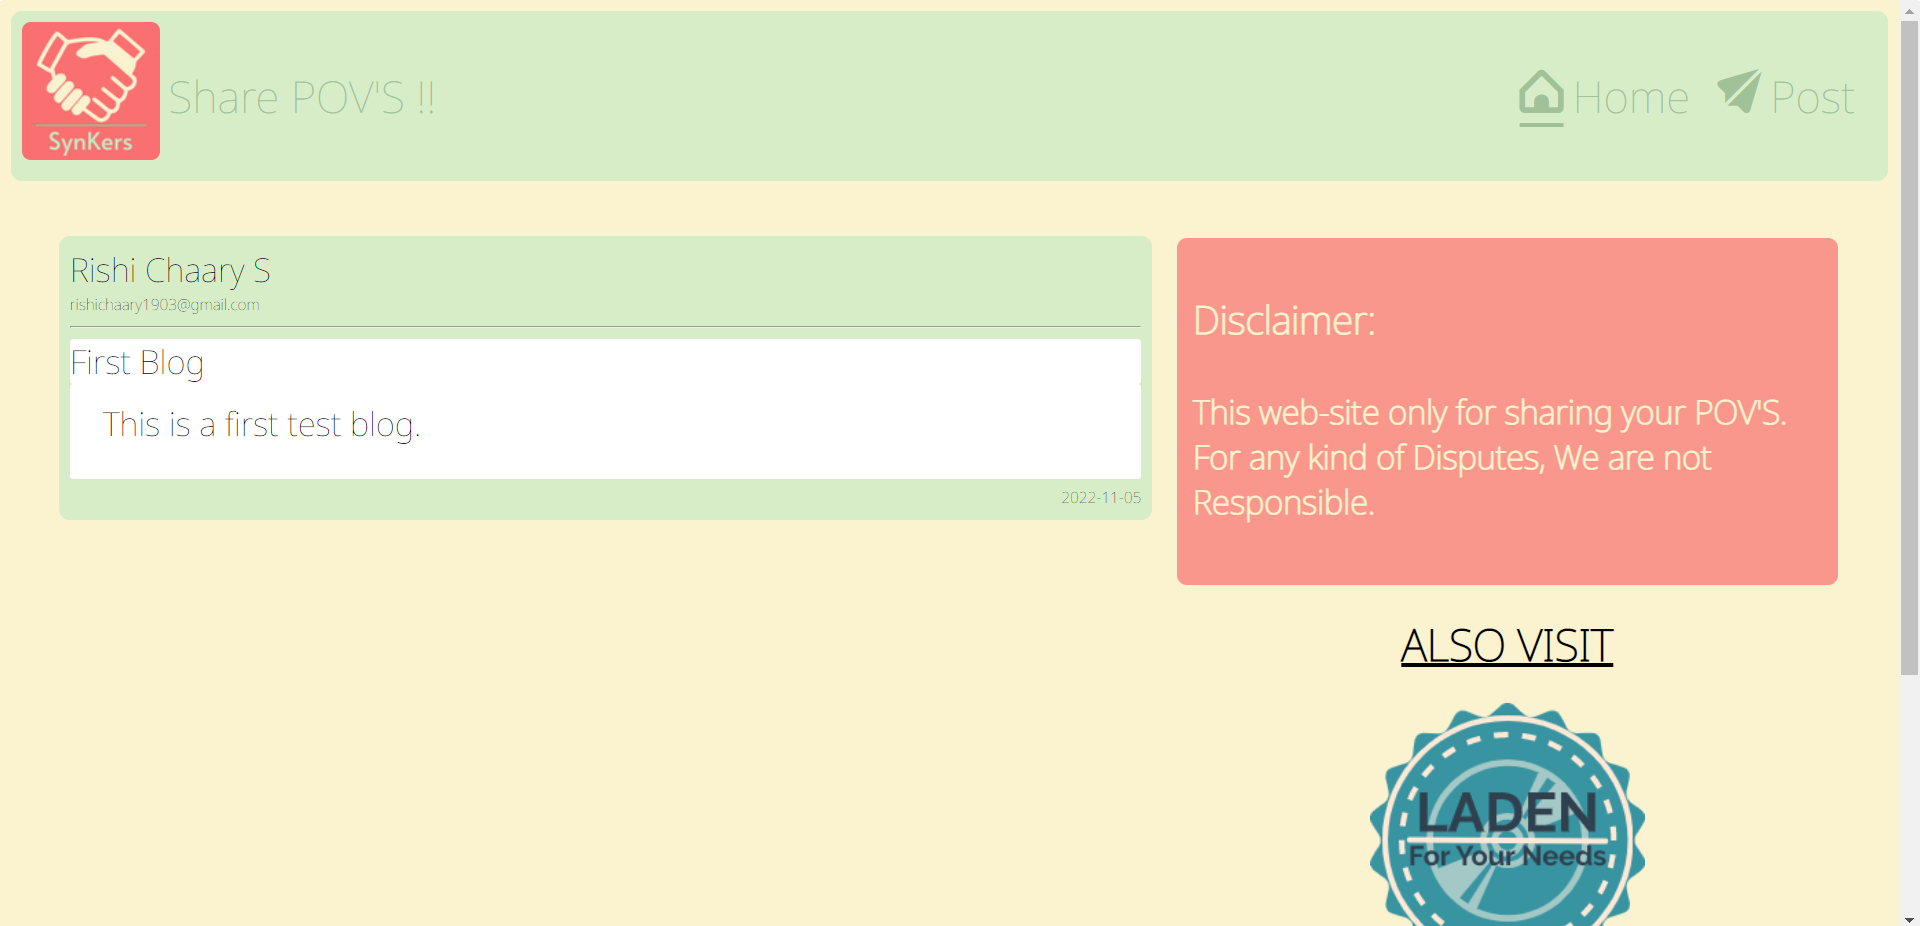 SynKers
Share POV'S !!
Home
Post
Rishi Chaary S
rishichaary1903@gmail.com
First Blog
This is a first test blog.
2022-11-05
Disclaimer:
This web-site only for sharing your POV'S.
For any kind of Disputes, We are not
Responsible.
ALSO VISIT
LADEN
For Your Needs